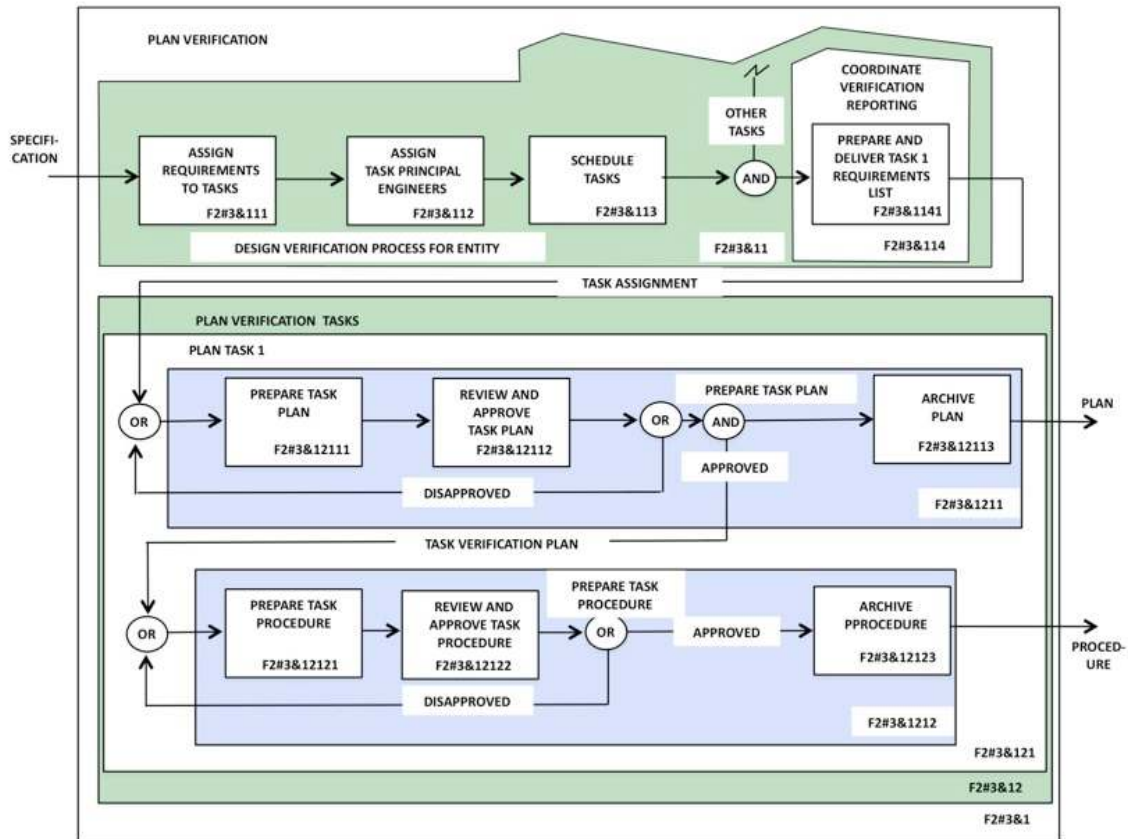 PLAN VERIFICATION
COORDINATE
VERIFICATION
REPORTING
OTHER
TASKS
SPECIFI-
CATION
ASSIGN
REQUIREMENTS
TO TASKS
F2#3&111
ASSIGN
TASK PRINCIPAL
ENGINEERS
F2#3&112
SCHEDULE
TASKS
F2#3&113
AND
PREPARE AND
DELIVER TASK 1
REQUIREMENTS
LIST
F2#3&1141
DESIGN VERIFICATION PROCESS FOR ENTITY
F2#3&11
F2#3&114
TASK ASSIGNMENT
PLAN VERIFICATION TASKS
PLAN TASK 1
OR
PREPARE TASK
PLAN
F2#3&12111
REVIEW AND
APPROVE
TASK PLAN
F2#3&12112
OR
AND
PREPARE TASK PLAN
ARCHIVE
PLAN
F2#3&12113
PLAN
APPROVED
DISAPPROVED
F2#3&1211
TASK VERIFICATION PLAN
OR
PREPARE TASK
PROCEDURE
F2#3&12121
REVIEW AND
APPROVE TASK
PROCEDURE
F2#3&12122
PREPARE TASK
PROCEDURE
OR
APPROVED
ARCHIVE
PPROCEDURE
F2#3&12123
PROCED-
URE
DISAPPROVED
F2#3&1212
F2#3&121
F2#3&12
F2#3&1